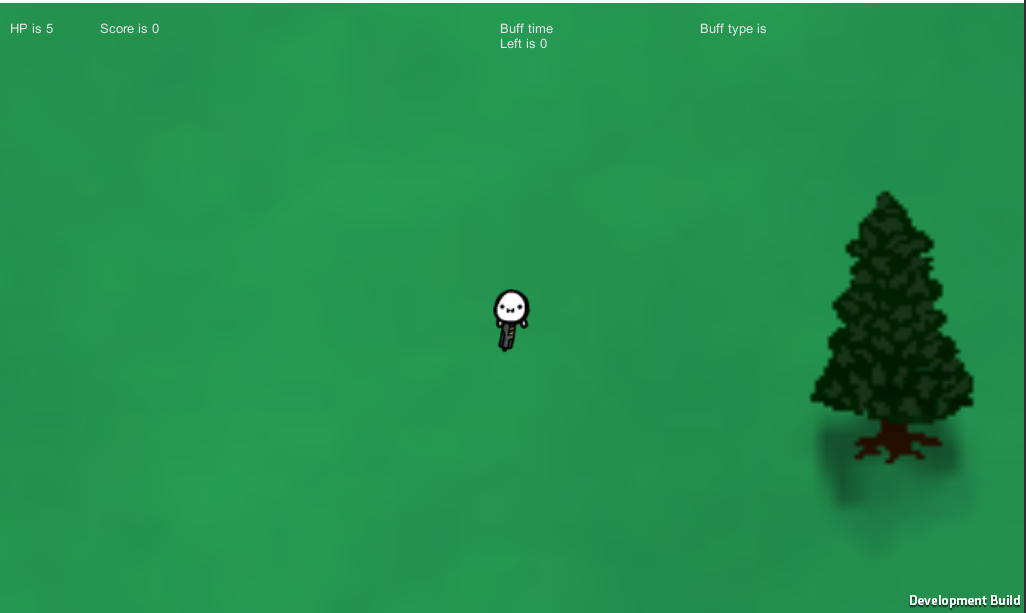 HP is 5
Score is 0
Buff time
Left is 0
Buff type is
Development Build